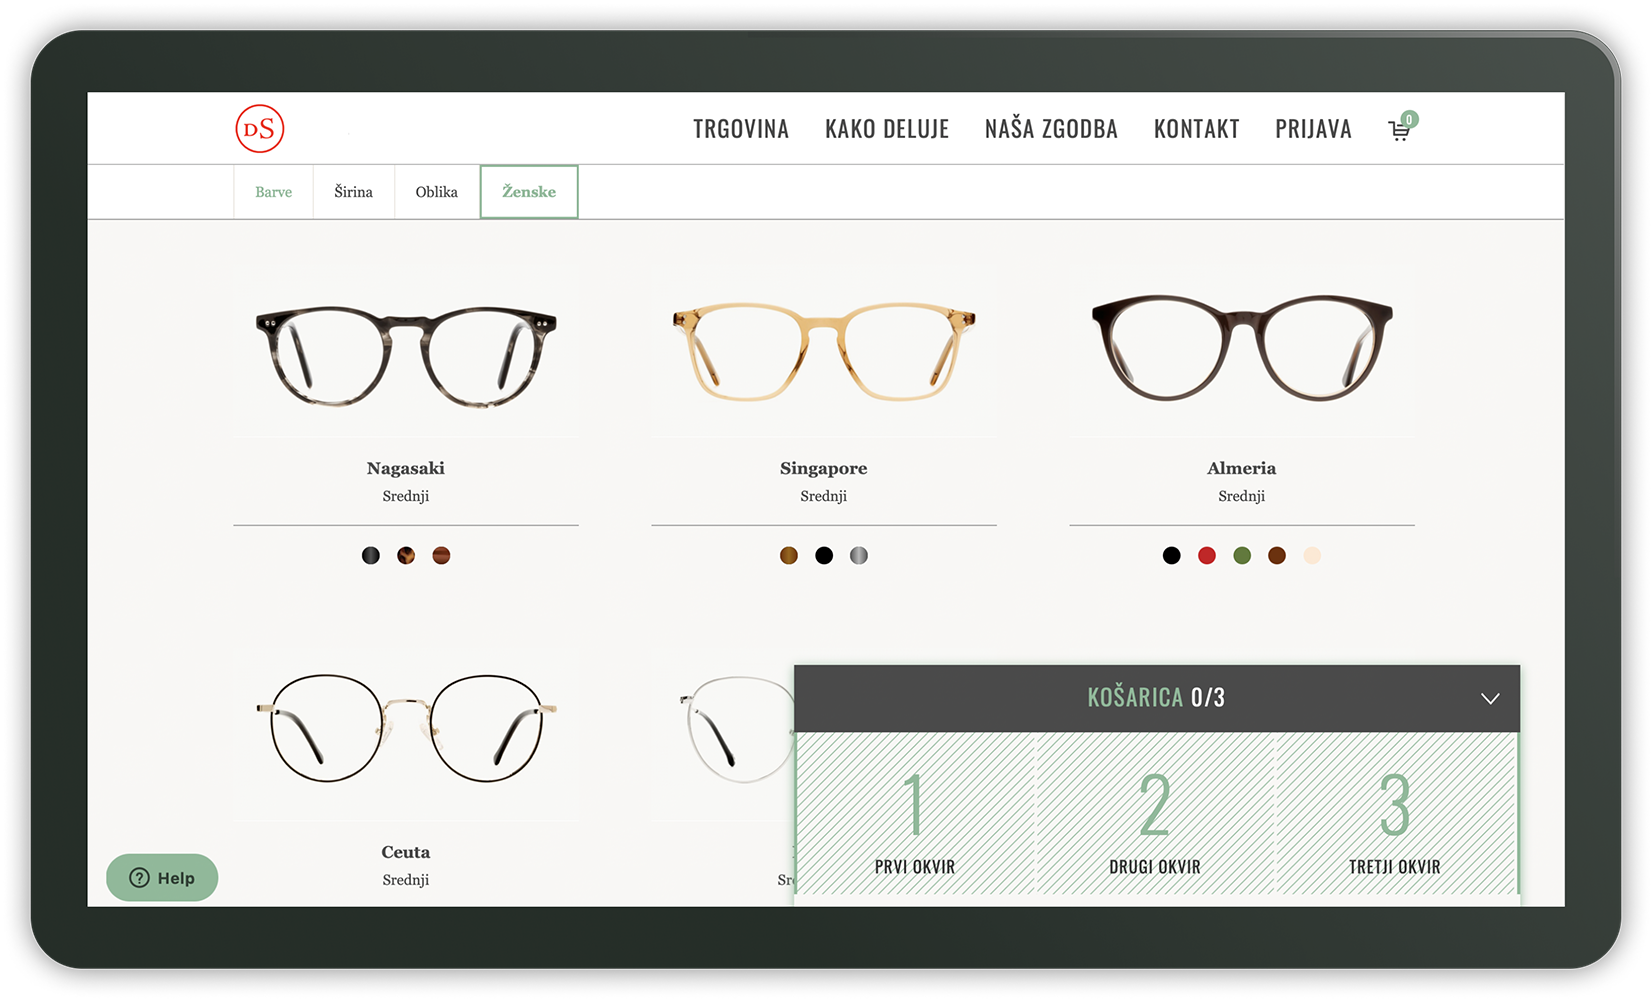 DS
TRGOVINA KAKO DELUJE NAŠA ZGODBA KONTAKT PRIJAVA 0
Barve Širina Oblika Ženske
Nagasaki Singapore Almeria
Srednji Srednji Srednji
KOŠARICA 0/3
1 2 3
PRVI OKVIR DRUGI OKVIR TRETJI OKVIR
Ceuta
Srednji
? Help